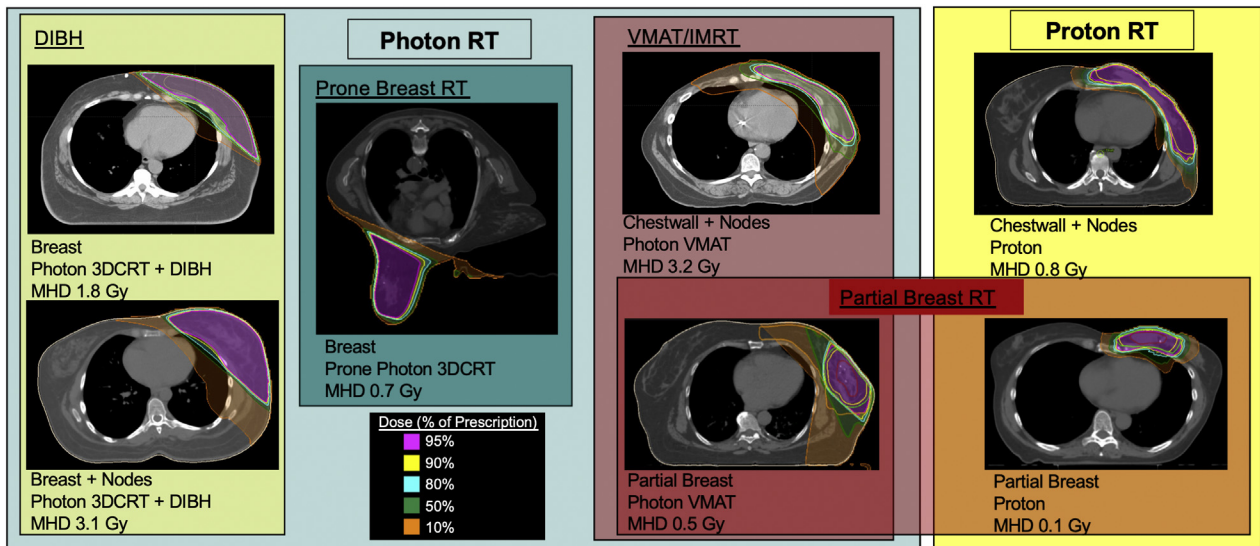 DIBH
Photon RT
VMAT/IMRT
Proton RT
Prone Breast RT
Breast
Photon 3DCRT + DIBH
MHD 1.8 Gy
Breast + Nodes
Photon 3DCRT + DIBH
MHD 3.1 Gy
Breast
Prone Photon 3DCRT
MHD 0.7 Gy
Dose (% of Prescription)
95%
90%
80%
50%
10%
Chestwall + Nodes
Photon VMAT
MHD 3.2 Gy
Chestwall + Nodes
Proton
MHD 0.8 Gy
Partial Breast RT
Partial Breast
Photon VMAT
MHD 0.5 Gy
Partial Breast
Proton
MHD 0.1 Gy